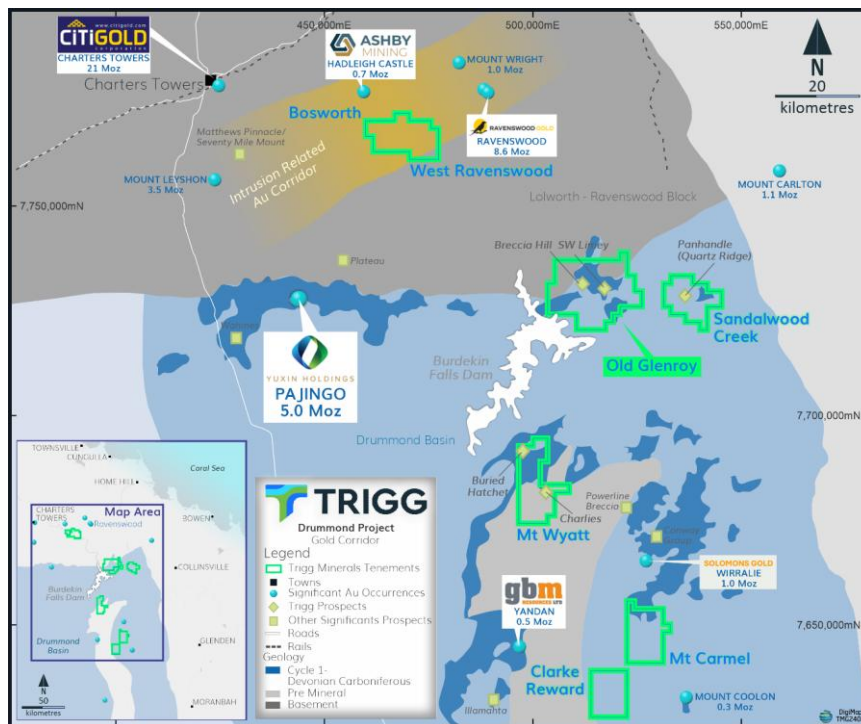 450,000mE
500,000mE
550,000mE
www.citigold.com
CITIGOLD
corporation
CHARTERS TOWERS
21 Moz
Charters Towers
ASHBY
MINING
HADLEIGH CASTLE
0.7 Moz
MOUNT WRIGHT
1.0 Moz
N
20
kilometres
Bosworth
RAVENSWOOD GOLD
RAVENSWOOD
8.6 Moz
Matthews Pinnacle/
Seventy Mile Mount
West Ravenswood
MOUNT LEYSHON
3.5 Moz
Intrusion Related
Au Corridor
MOUNT CARLTON
1.1 Moz
Lolworth - Ravenswood Block
7,750,000mN
Breccia Hill
SW Limey
Panhandle
(Quartz Ridge)
Plateau
Sandalwood
Creek
YUXIN HOLDINGS
PAJINGO
5.0 Moz
Burdekin
Falls Dam
Old Glenroy
7,700,000mN
Drummond Basin
Buried
Hatchet
Charlies
Powerline
Breccia
Conway
Group
Mt Wyatt
SOLOMONS GOLD
WIRRALIE
1.0 Moz
gbm
RESOURCES LTD
YANDAN
0.5 Moz
7,650,000mN
Clarke
Reward
Mt Carmel
MOUNT COOLON
0.3 Moz
Illamahta
TOWNSVILLE
CUNGULLA
HOME HILL
Coral Sea
Map Area
CHARTERS
TOWERS
Ravenswood
BOWEN
COLLINSVILLE
Burdekin
Falls Dam
Drummond
Basin
GLENDEN
MORANBAH
N
50
kilometres
TRIGG
Drummond Project
Gold Corridor
Legend
Trigg Minerals Tenements
Towns
Significant Au Occurrences
Trigg Prospects
Other Significants Prospects
Roads
Rails
Geology
Cycle 1-
Devonian Carboniferous
Pre Mineral
Basement